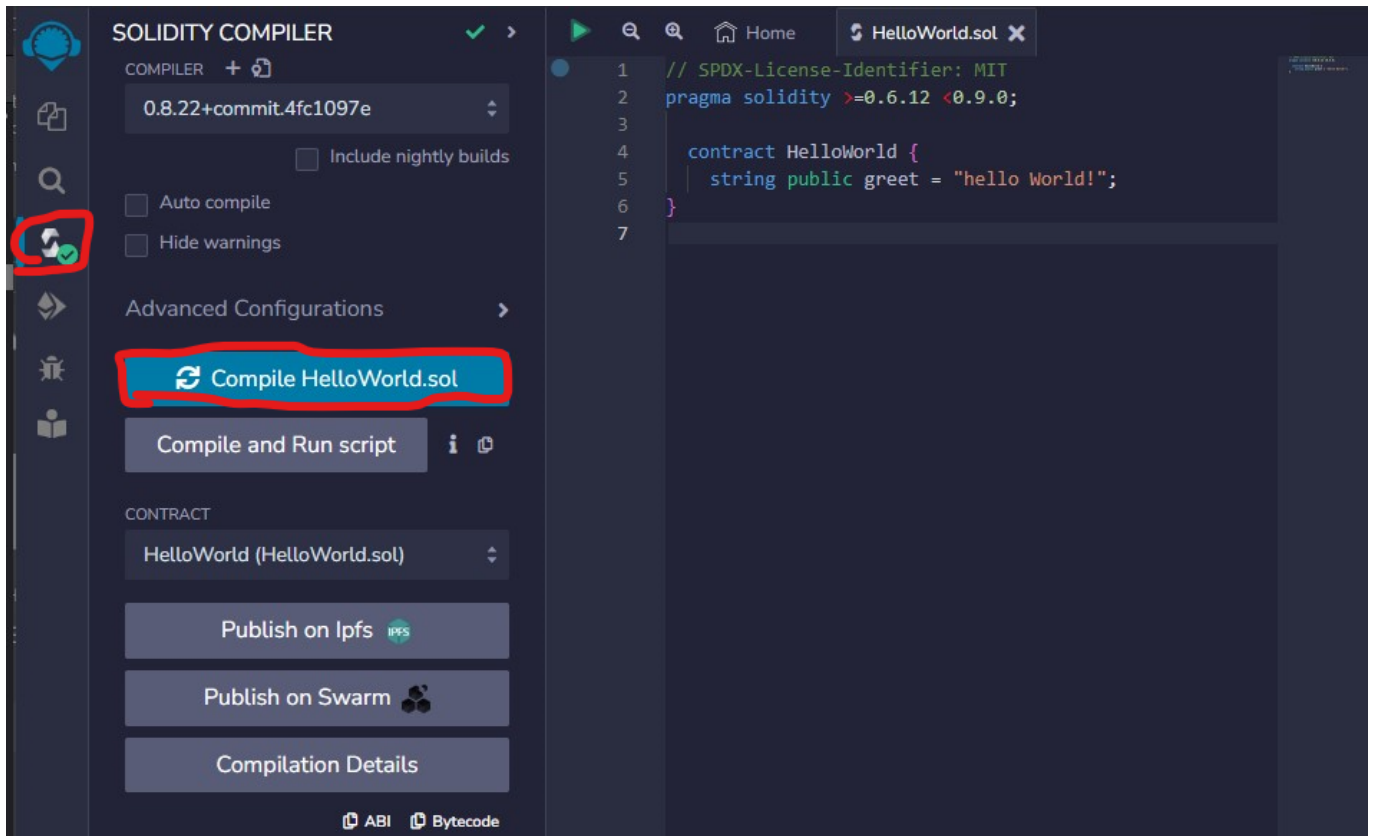 SOLIDITY COMPILER
COMPILER
0.8.22+commit.4fc1097e
Include nightly builds
Auto compile
Hide warnings
Advanced Configurations
Compile HelloWorld.sol
Compile and Run script
CONTRACT
HelloWorld (HelloWorld.sol)
Publish on Ipfs IPFS
Publish on Swarm
Compilation Details
ABI Bytecode
Home HelloWorld.sol
1 // SPDX-License-Identifier: MIT
2 pragma solidity >=0.6.12 <0.9.0;
3
4 contract HelloWorld {
5 string public greet = "hello World!";
6 }
7